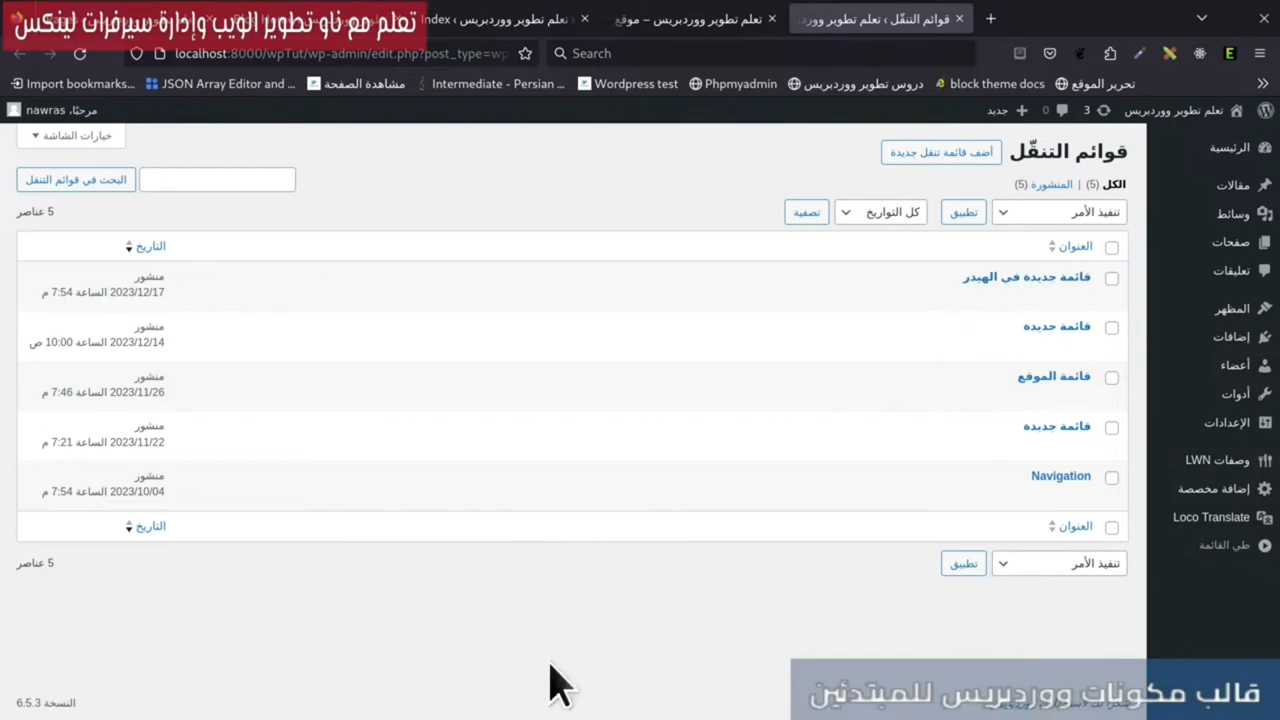 تعلم مع ناو تطوير الويب وإدارة سيرفرات لينكس
Index ‹ تعلم تطوير ووردبريس
تعلم تطوير ووردبريس – موقع
قوائم التنقّل ‹ تعلم تطوير ووردبريس
localhost:8000/wpTut/wp-admin/edit.php?post_type=wp
Search
Import bookmarks...
JSON Array Editor and ...
مشاهدة الصفحة
Intermediate - Persian ...
Wordpress test
Phpmyadmin
دروس تطوير ووردبريس
block theme docs
تحرير الموقع
تعلم تطوير ووردبريس
3
0
جديد
مرحبًا، nawras
خيارات الشاشة
قوائم التنقّل
أضف قائمة تنقل جديدة
الكل (5) | المنشورة (5)
البحث في قوائم التنقل
تنفيذ الأمر
تطبيق
كل التواريخ
تصفية
5 عناصر
العنوان
التاريخ
قائمة جديدة في الهيدر
منشور
2023/12/17 الساعة 7:54 م
قائمة جديدة
منشور
2023/12/14 الساعة 10:00 ص
قائمة الموقع
منشور
2023/11/26 الساعة 7:46 م
قائمة جديدة
منشور
2023/11/22 الساعة 7:21 م
Navigation
منشور
2023/10/04 الساعة 7:54 م
العنوان
التاريخ
تنفيذ الأمر
تطبيق
5 عناصر
الرئيسية
مقالات
وسائط
صفحات
تعليقات
المظهر
إضافات
أعضاء
أدوات
الإعدادات
وصفات LWN
إضافة مخصصة
Loco Translate
طي القائمة
قالب مكونات ووردبريس للمبتدئين
النسخة 6.5.3